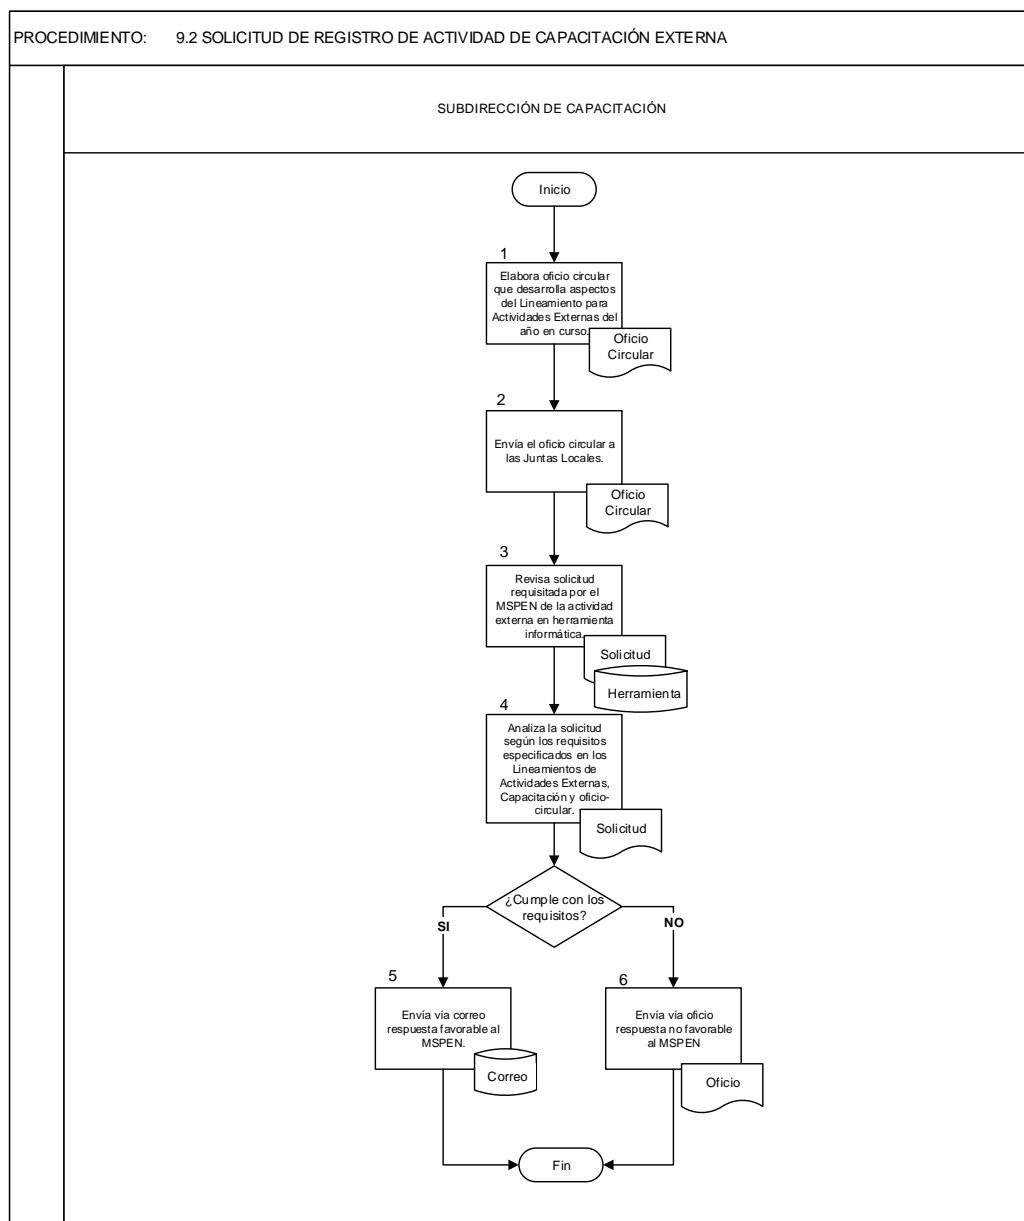 PROCEDIMIENTO: 9.2 SOLICITUD DE REGISTRO DE ACTIVIDAD DE CAPACITACIÓN EXTERNA
SUBDIRECCIÓN DE CAPACITACIÓN
Inicio
1
Elabora oficio circular
que desarrolla aspectos
del Lineamiento para
Actividades Externas del
año en curso.
Oficio
Circular
2
Envía el oficio circular a
las Juntas Locales.
Oficio
Circular
3
Revisa solicitud
requisitada por el
MSPEN de la actividad
externa en herramienta
informática.
Solicitud
Herramienta
4
Analiza la solicitud
según los requisitos
especificados en los
Lineamientos de
Actividades Externas,
Capacitación y oficio-
circular.
Solicitud
¿Cumple con los
requisitos?
SI
NO
5
Envía vía correo
respuesta favorable al
MSPEN.
Correo
6
Envía vía oficio
respuesta no favorable
al MSPEN
Oficio
Fin